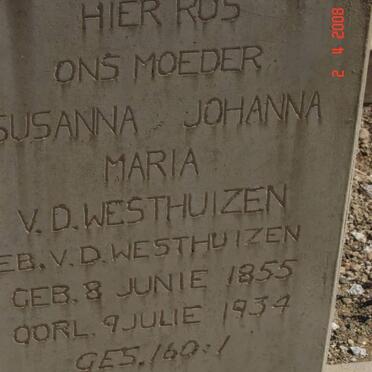 HIER RUS
ONS MOEDER
SUSANNA JOHANNA
MARIA
V.D. WESTHUIZEN
GEB. V.D. WESTHUIZEN
GEB. 8 JUNIE 1855
OORL. 9 JULIE 1934
GES. 160:1
2 4 2008